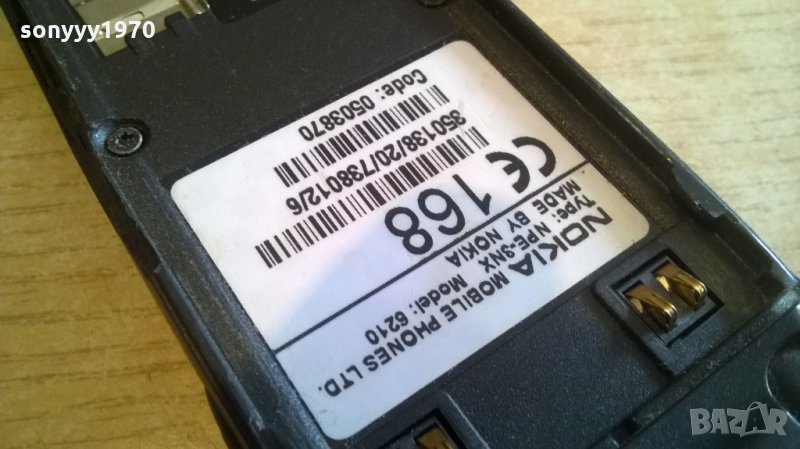 sonyyy1970
NOKIA MOBILE PHONES LTD.
Type: NPE-3NX Model: 6210
MADE BY NOKIA
CE 168
350138/20/738012/6
Code: 0503870
BAZAR